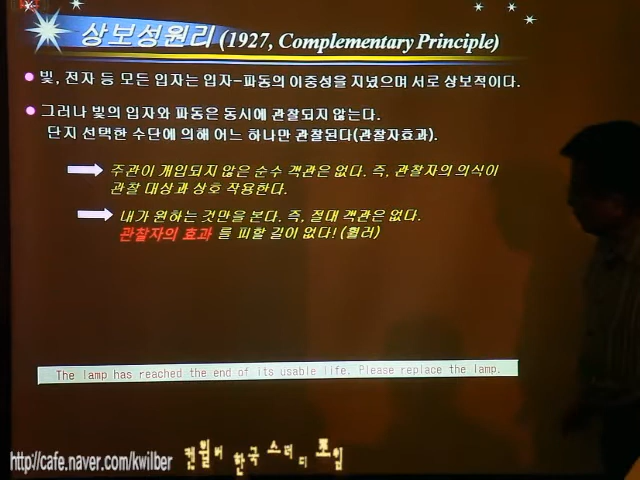 상보성원리 (1927, Complementary Principle)
빛, 전자 등 모든 입자는 입자-파동의 이중성을 지녔으며 서로 상보적이다.
그러나 빛의 입자와 파동은 동시에 관찰되지 않는다.
단지 선택한 수단에 의해 어느 하나만 관찰된다(관찰자효과).
주관이 개입되지 않은 순수 객관은 없다. 즉, 관찰자의 의식이
관찰 대상과 상호 작용한다.
내가 원하는 것만을 본다. 즉, 절대 객관은 없다.
관찰자의 효과 를 피할 길이 없다! (휠러)
The lamp has reached the end of its usable life. Please replace the lamp.
http://cafe.naver.com/kwilber
켄윌버 한국 스터디 모임